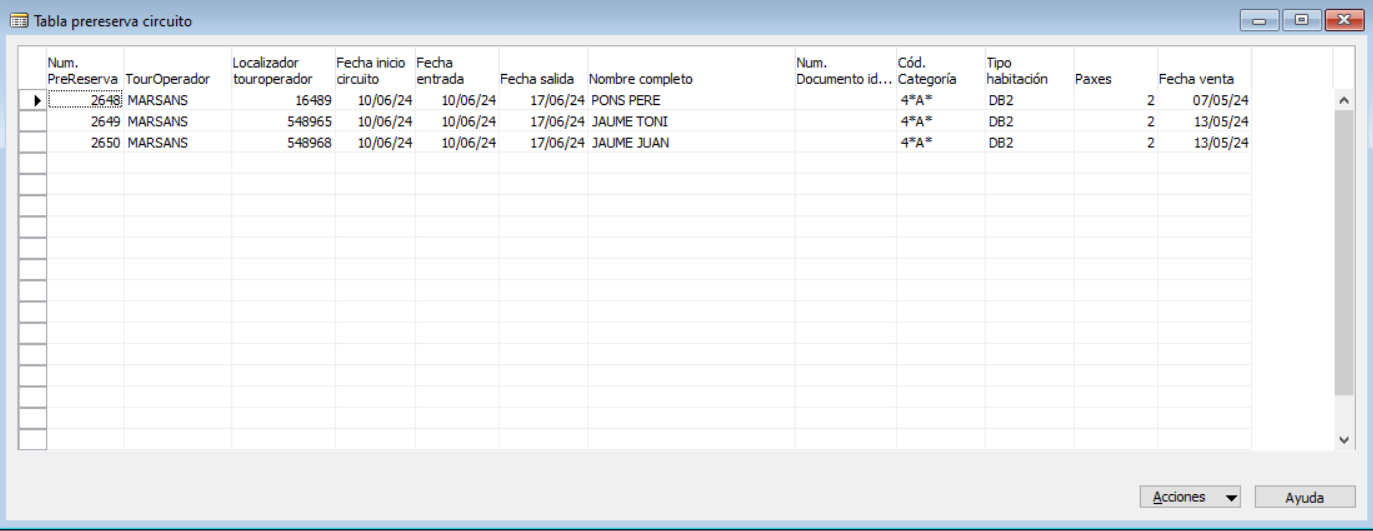 Tabla prereserva circuito
Num. PreReserva TourOperador Localizador touroperador Fecha inicio circuito Fecha entrada Fecha salida Nombre completo Num. Documento id... Cód. Categoría Tipo habitación Paxes Fecha venta
2648 MARSANS 16489 10/06/24 10/06/24 17/06/24 PONS PERE 4*A* DB2 2 07/05/24
2649 MARSANS 548965 10/06/24 10/06/24 17/06/24 JAUME TONI 4*A* DB2 2 13/05/24
2650 MARSANS 548968 10/06/24 10/06/24 17/06/24 JAUME JUAN 4*A* DB2 2 13/05/24
Acciones Ayuda